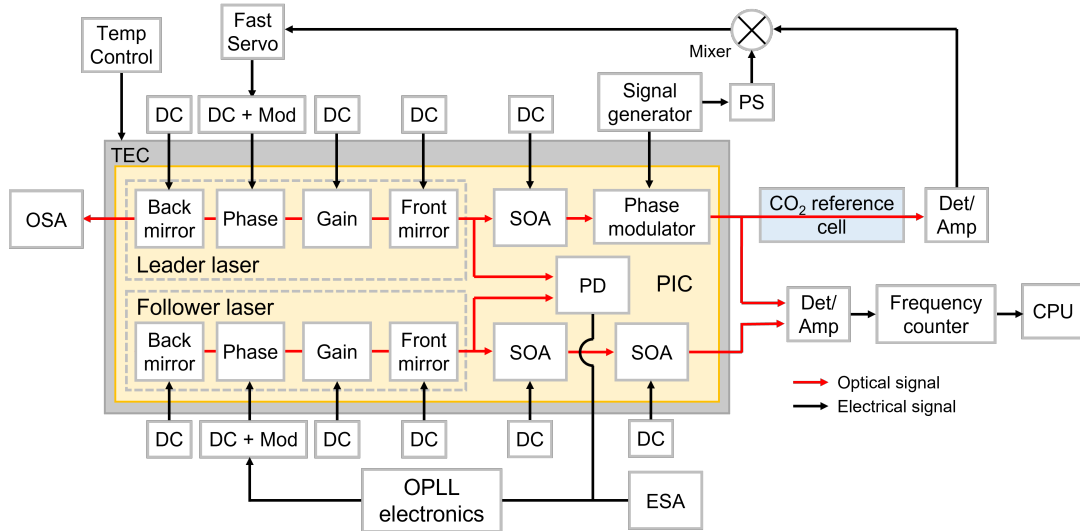 Temp
Control
Fast
Servo
Mixer
Signal
generator
PS
DC
DC + Mod
DC
DC
DC
TEC
OSA
Back
mirror
Phase
Gain
Front
mirror
SOA
Phase
modulator
CO₂ reference
cell
Det/
Amp
Leader laser
PD
PIC
Follower laser
Back
mirror
Phase
Gain
Front
mirror
SOA
SOA
Det/
Amp
Frequency
counter
CPU
Optical signal
Electrical signal
DC
DC + Mod
DC
DC
DC
DC
OPLL
electronics
ESA